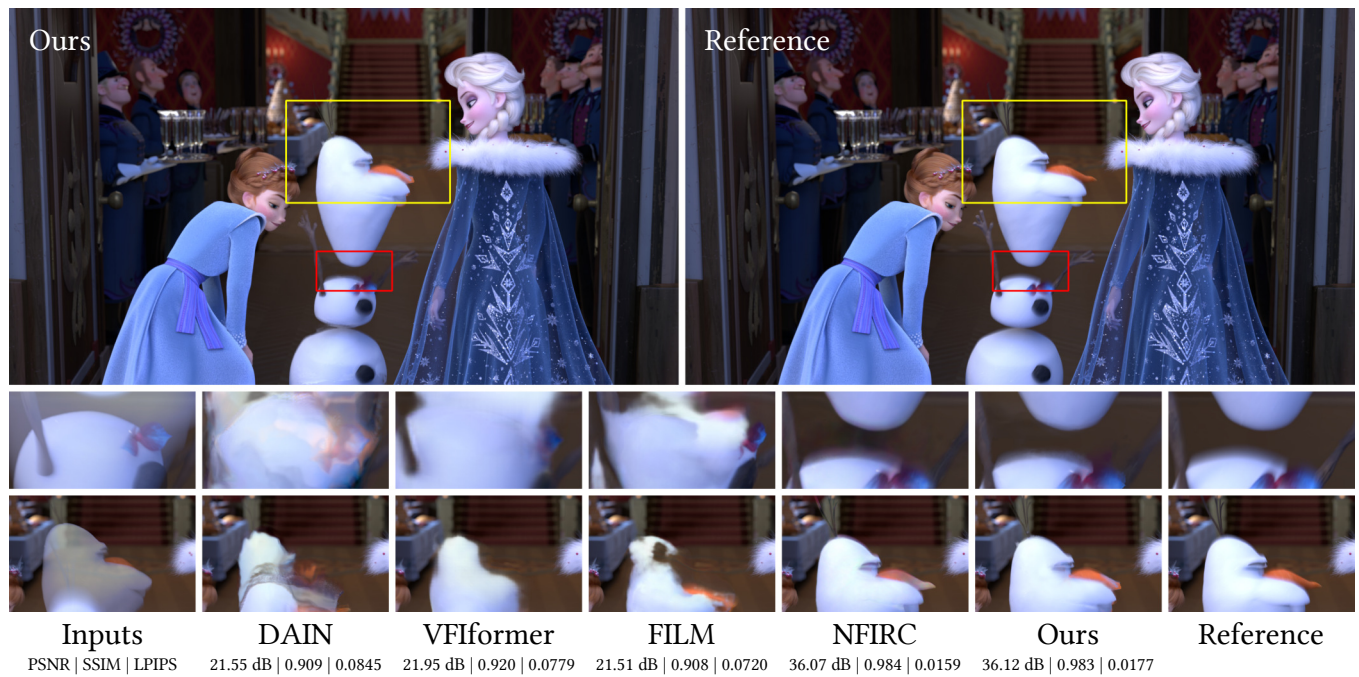 Ours
Reference
Inputs
DAIN
VFIformer
FILM
NFIRC
Ours
Reference
PSNR | SSIM | LPIPS
21.55 dB | 0.909 | 0.0845
21.95 dB | 0.920 | 0.0779
21.51 dB | 0.908 | 0.0720
36.07 dB | 0.984 | 0.0159
36.12 dB | 0.983 | 0.0177